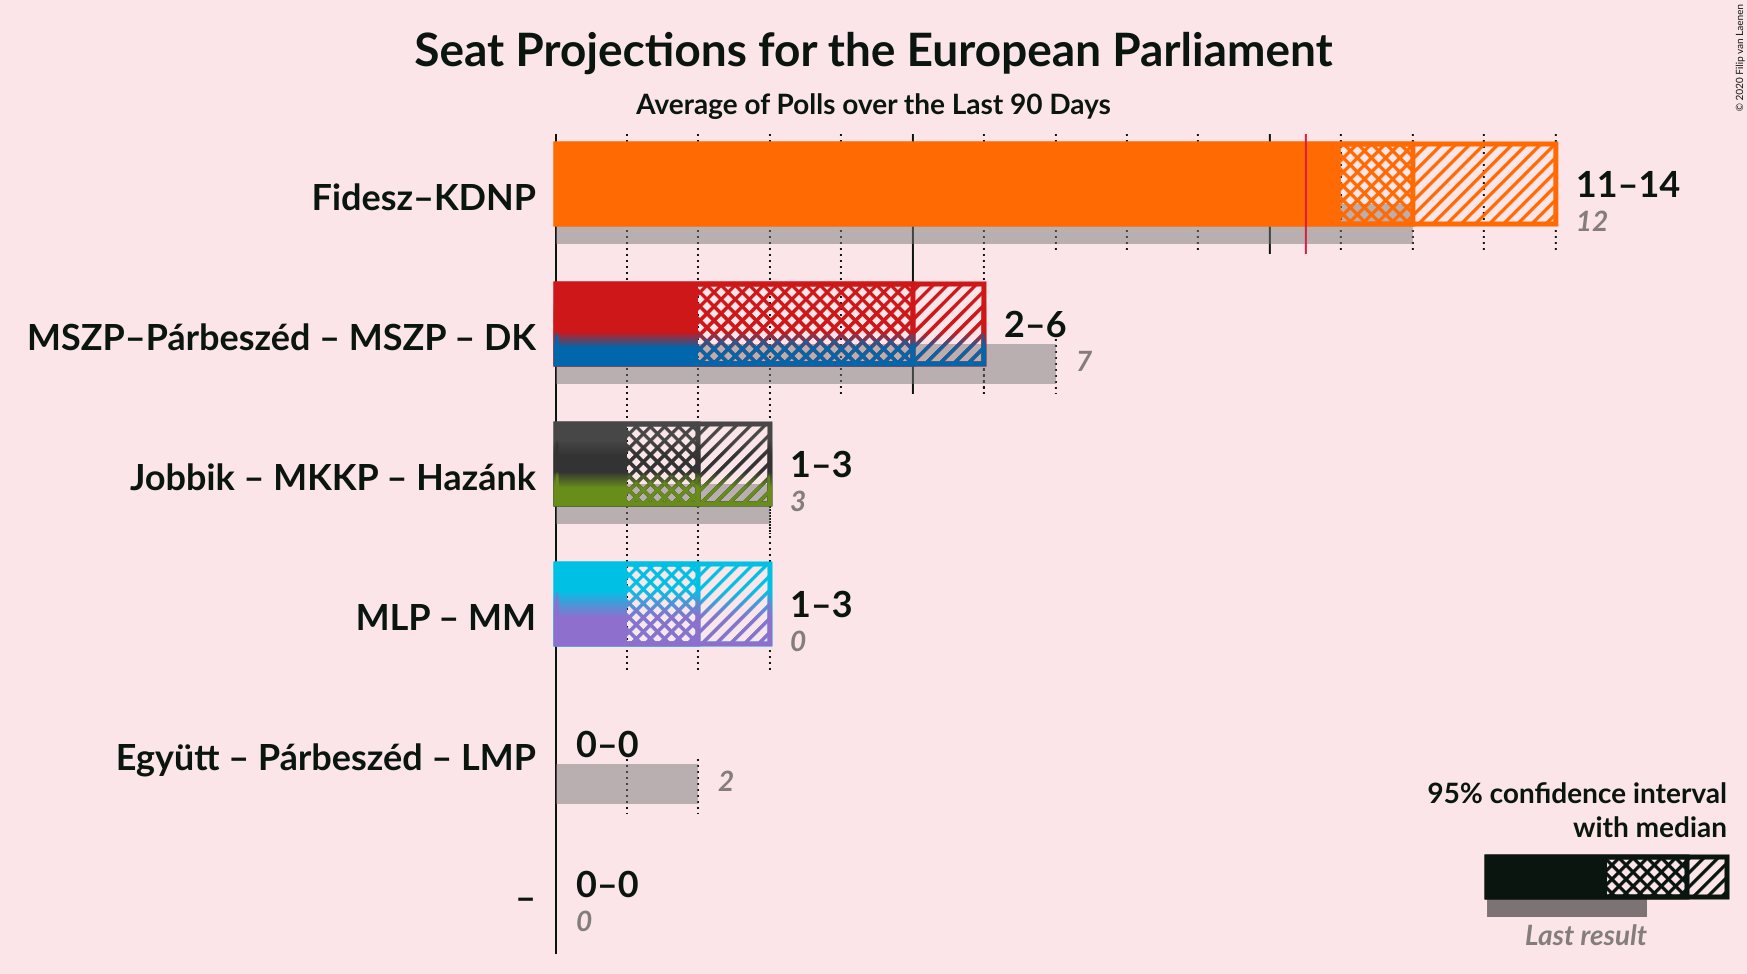 Seat Projections for the European Parliament
Average of Polls over the Last 90 Days
© 2020 Filip van Laenen
Fidesz–KDNP
11–14
12
MSZP–Párbeszéd – MSZP – DK
2–6
7
Jobbik – MKKP – Hazánk
1–3
3
MLP – MM
1–3
0
Együtt – Párbeszéd – LMP
0–0
2
–
0–0
0
95% confidence interval
with median
Last result